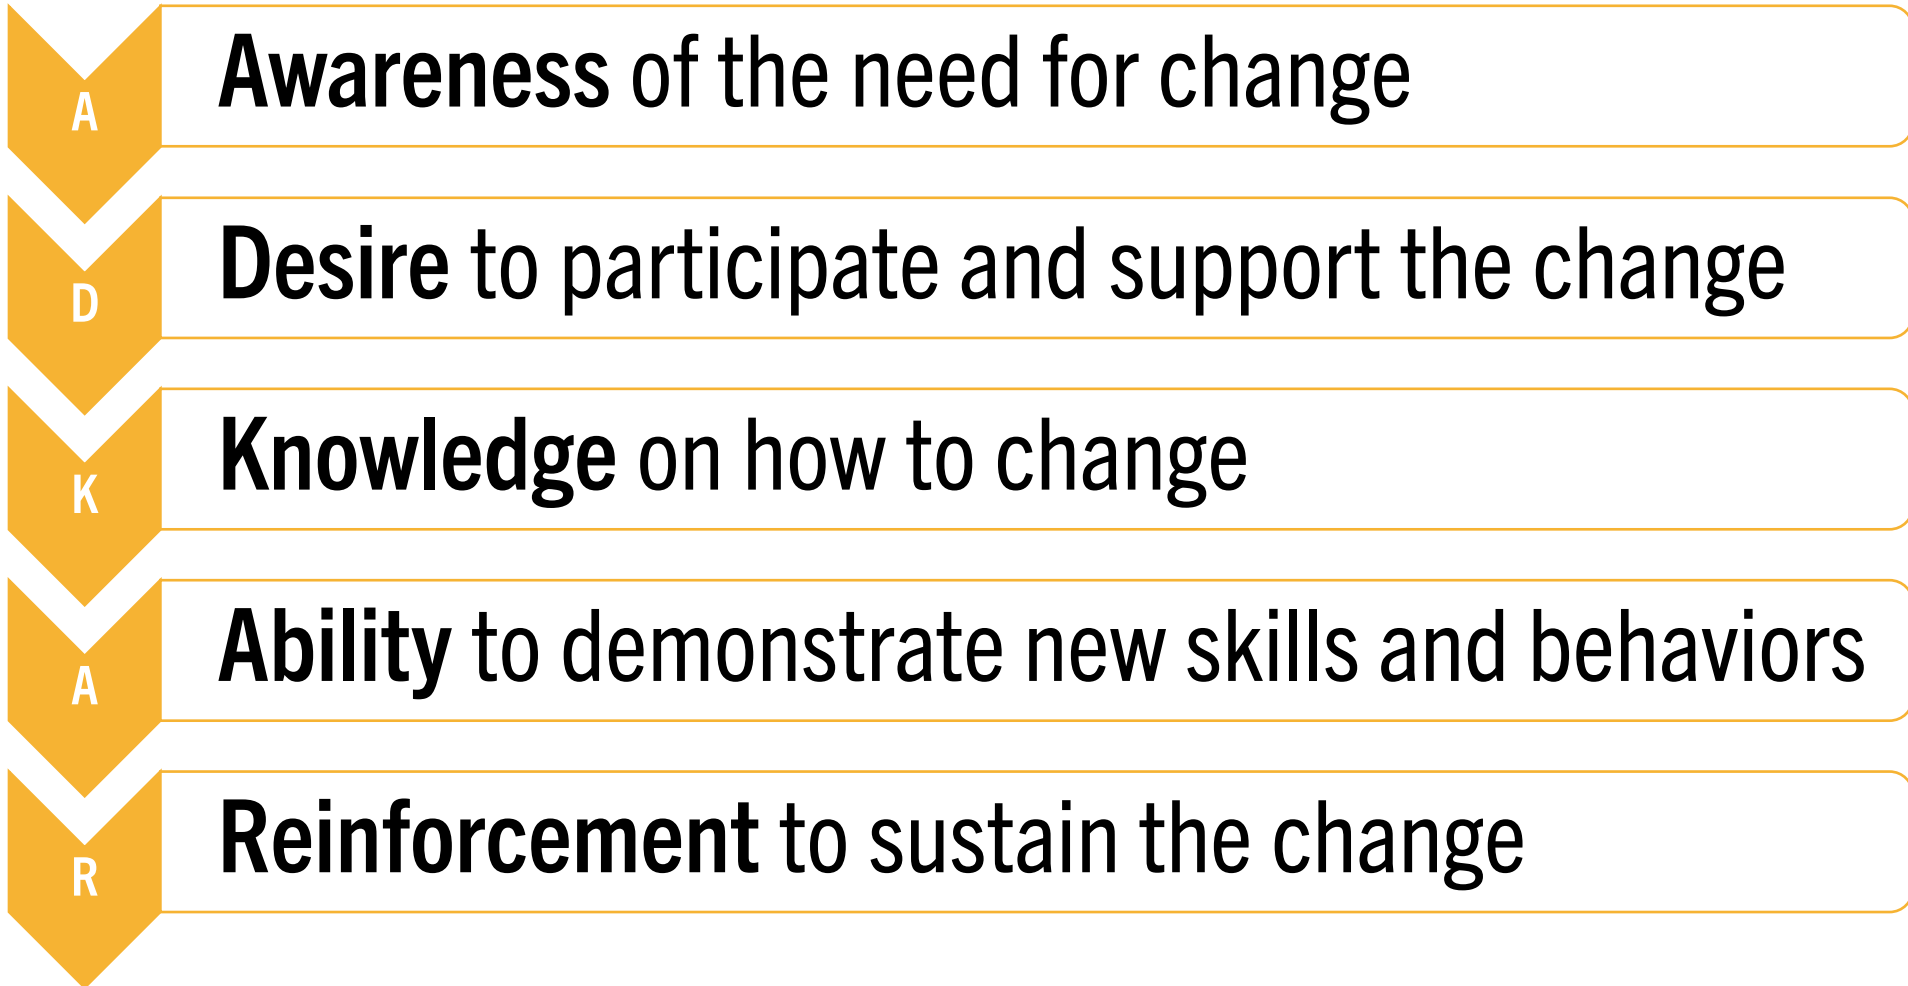 A
Awareness of the need for change
D
Desire to participate and support the change
K
Knowledge on how to change
A
Ability to demonstrate new skills and behaviors
R
Reinforcement to sustain the change